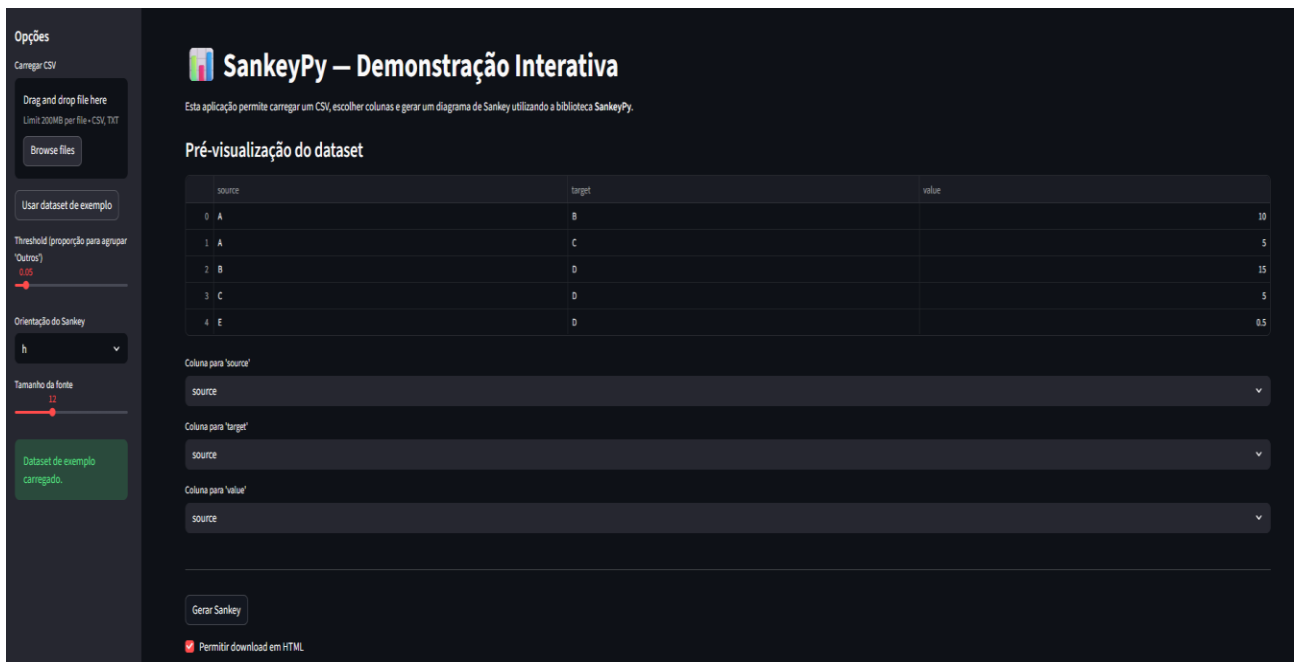 Opções
Carregar CSV
Drag and drop file here
Limit 200MB per file • CSV, TXT
Browse files
Usar dataset de exemplo
Threshold (proporção para agrupar
'Outros')
0.05
Orientação do Sankey
h
Tamanho da fonte
12
Dataset de exemplo
carregado.
SankeyPy — Demonstração Interativa
Esta aplicação permite carregar um CSV, escolher colunas e gerar um diagrama de Sankey utilizando a biblioteca SankeyPy.
Pré-visualização do dataset
source target value
0 A B 10
1 A C 5
2 B D 15
3 C D 5
4 E D 0.5
Coluna para 'source'
source
Coluna para 'target'
source
Coluna para 'value'
source
Gerar Sankey
Permitir download em HTML